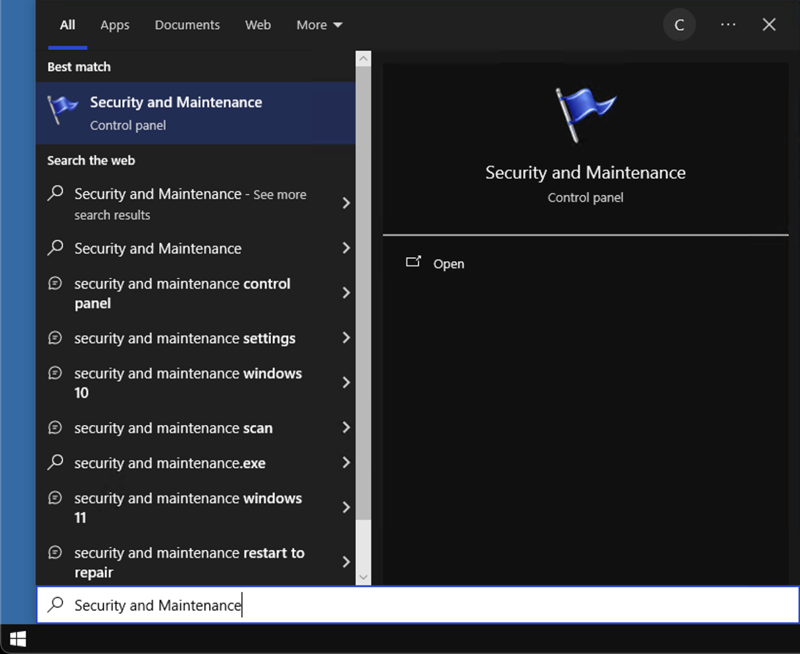 All Apps Documents Web More C ···
Best match
Security and Maintenance
Control panel
Search the web
Security and Maintenance - See more
search results
Security and Maintenance
security and maintenance control
panel
security and maintenance settings
security and maintenance windows
10
security and maintenance scan
security and maintenance.exe
security and maintenance windows
11
security and maintenance restart to
repair
Security and Maintenance
Control panel
Open
Security and Maintenance